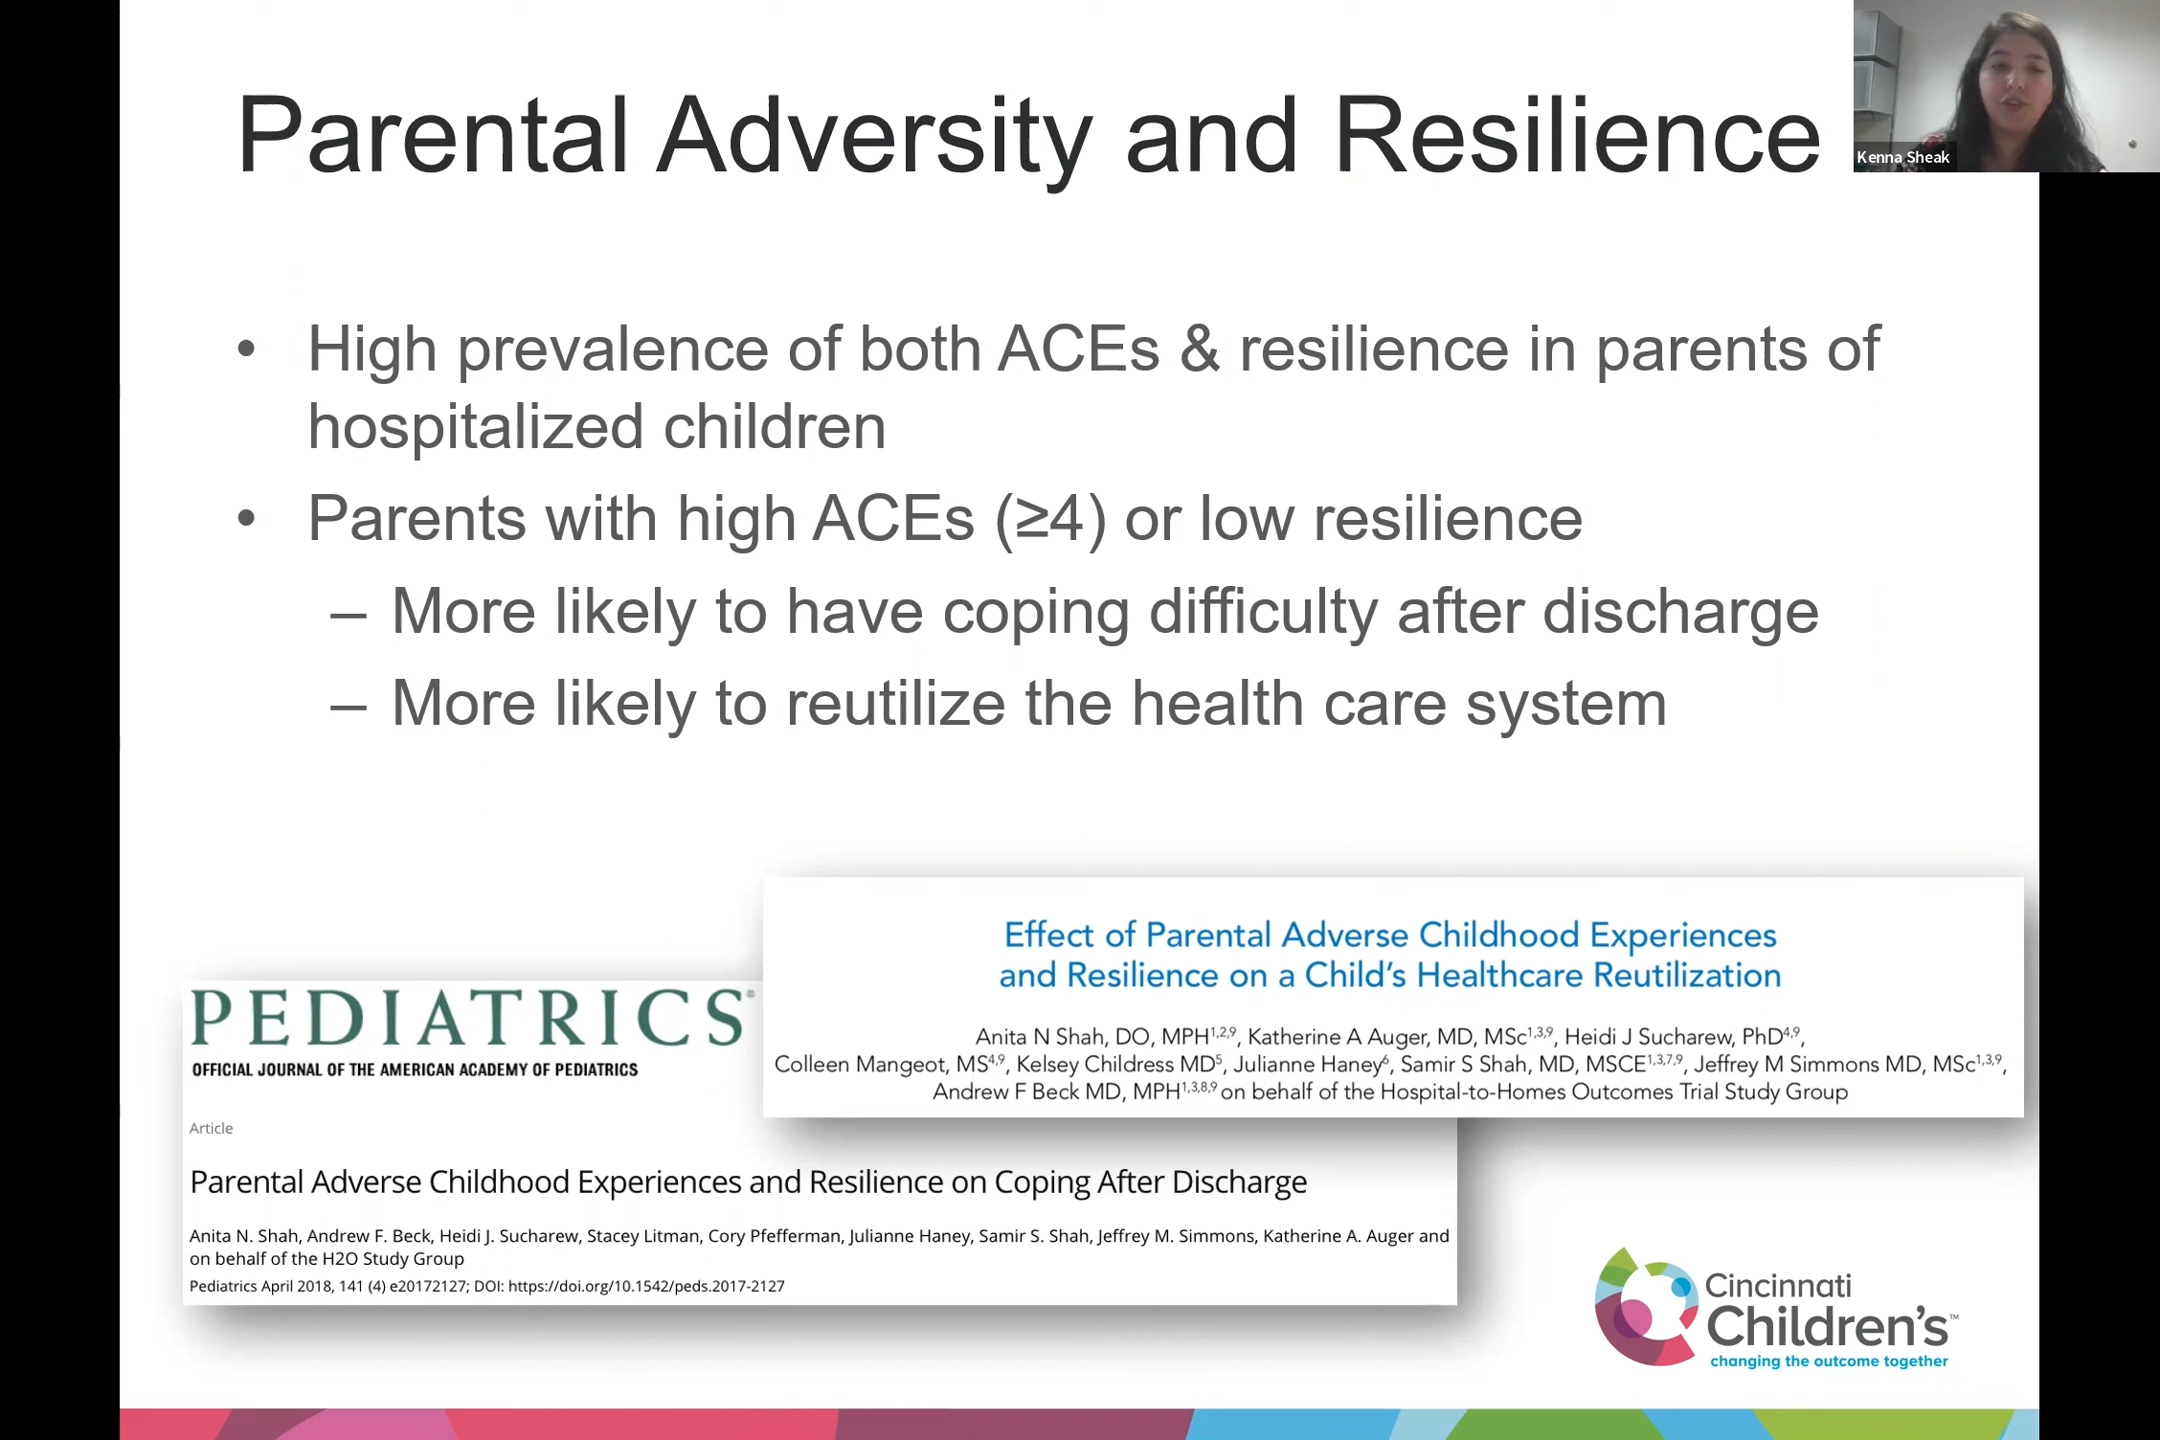 Parental Adversity and Resilience
Kenna Sheak
• High prevalence of both ACEs & resilience in parents of
hospitalized children
• Parents with high ACEs (≥4) or low resilience
– More likely to have coping difficulty after discharge
– More likely to reutilize the health care system
Effect of Parental Adverse Childhood Experiences
and Resilience on a Child's Healthcare Reutilization
Anita N Shah, DO, MPH1,2,9, Katherine A Auger, MD, MSc1,3,9, Heidi J Sucharew, PhD4,9,
Colleen Mangeot, MS4,9, Kelsey Childress MD5, Julianne Haney6, Samir S Shah, MD, MSCE1,3,7,9, Jeffrey M Simmons MD, MSc1,3,9,
Andrew F Beck MD, MPH1,3,8,9 on behalf of the Hospital-to-Homes Outcomes Trial Study Group
PEDIATRICS®
OFFICIAL JOURNAL OF THE AMERICAN ACADEMY OF PEDIATRICS
Article
Parental Adverse Childhood Experiences and Resilience on Coping After Discharge
Anita N. Shah, Andrew F. Beck, Heidi J. Sucharew, Stacey Litman, Cory Pfefferman, Julianne Haney, Samir S. Shah, Jeffrey M. Simmons, Katherine A. Auger and
on behalf of the H2O Study Group
Pediatrics April 2018, 141 (4) e20172127; DOI: https://doi.org/10.1542/peds.2017-2127
Cincinnati
Children's™
changing the outcome together